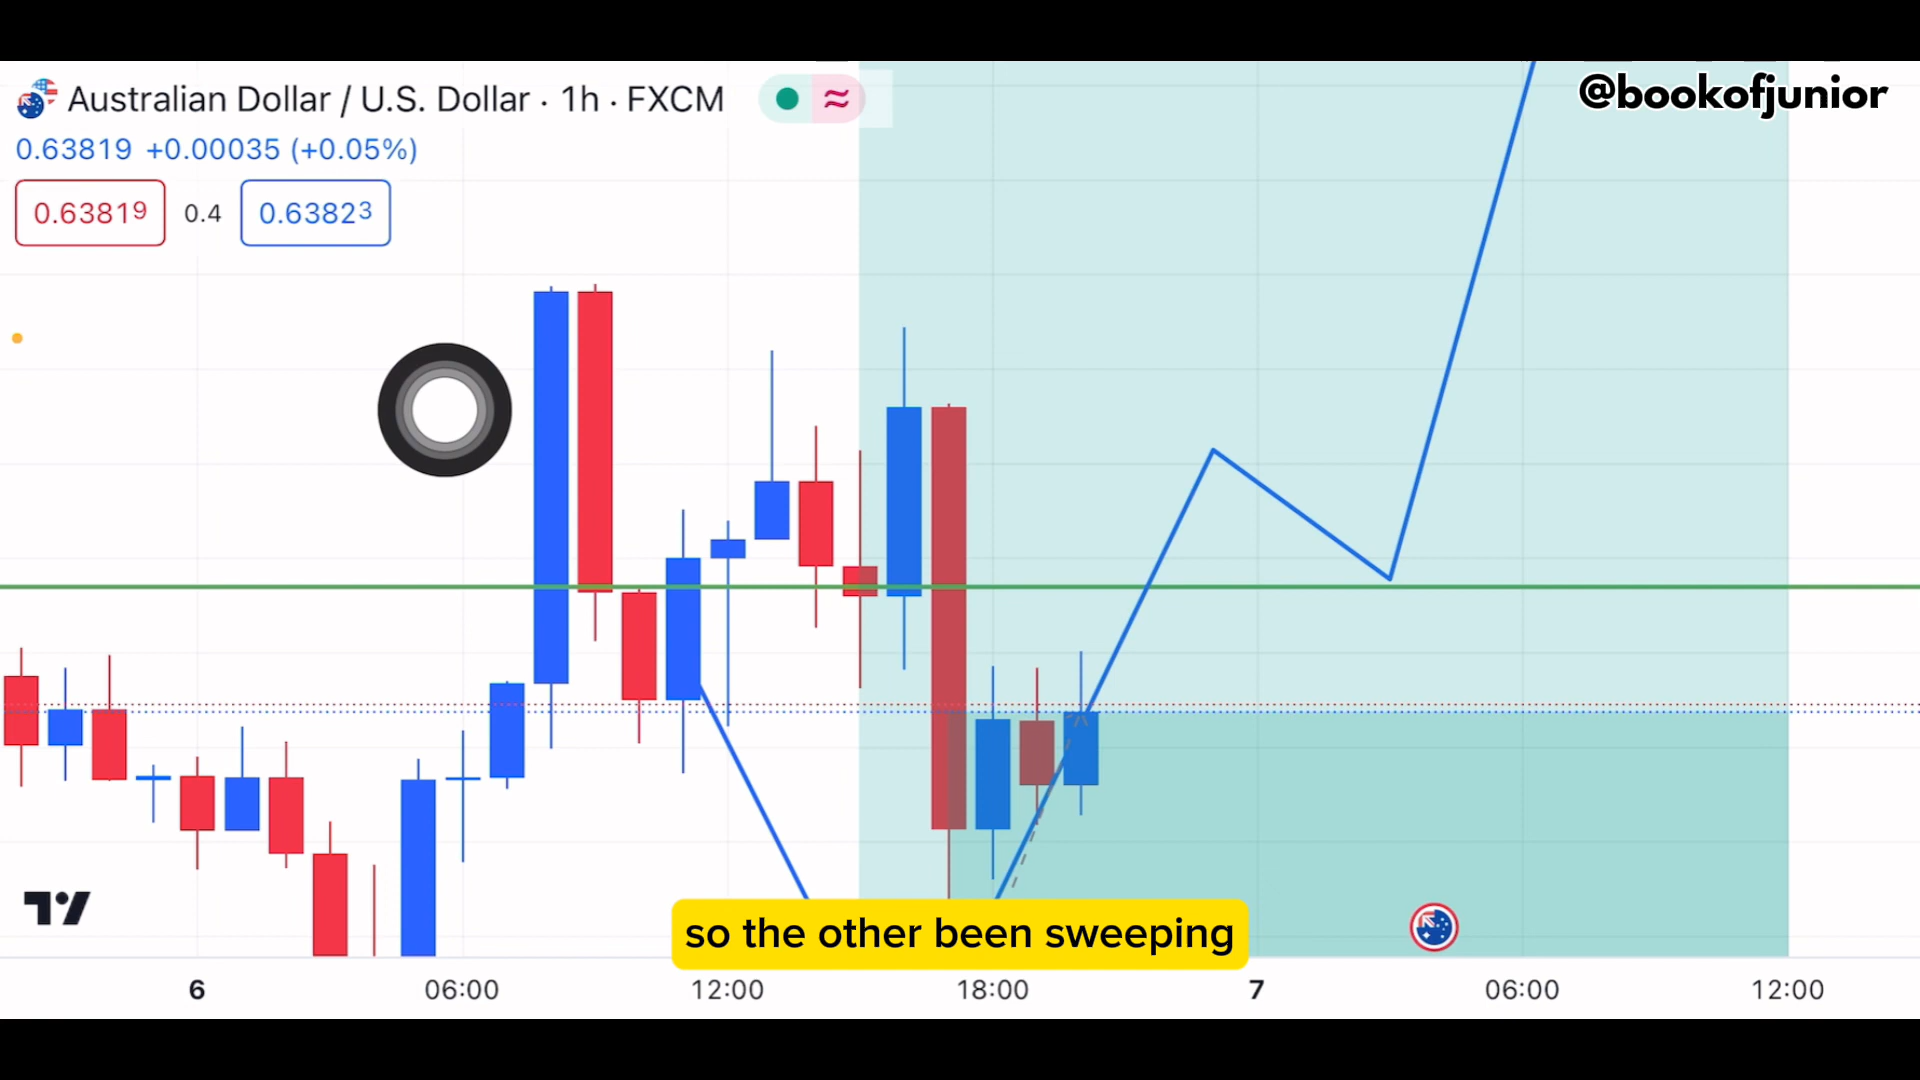 Australian Dollar / U.S. Dollar · 1h · FXCM
@bookofjunior
0.63819 +0.00035 (+0.05%)
0.63819 0.4 0.63823
so the other been sweeping
6 06:00 12:00 18:00 7 06:00 12:00